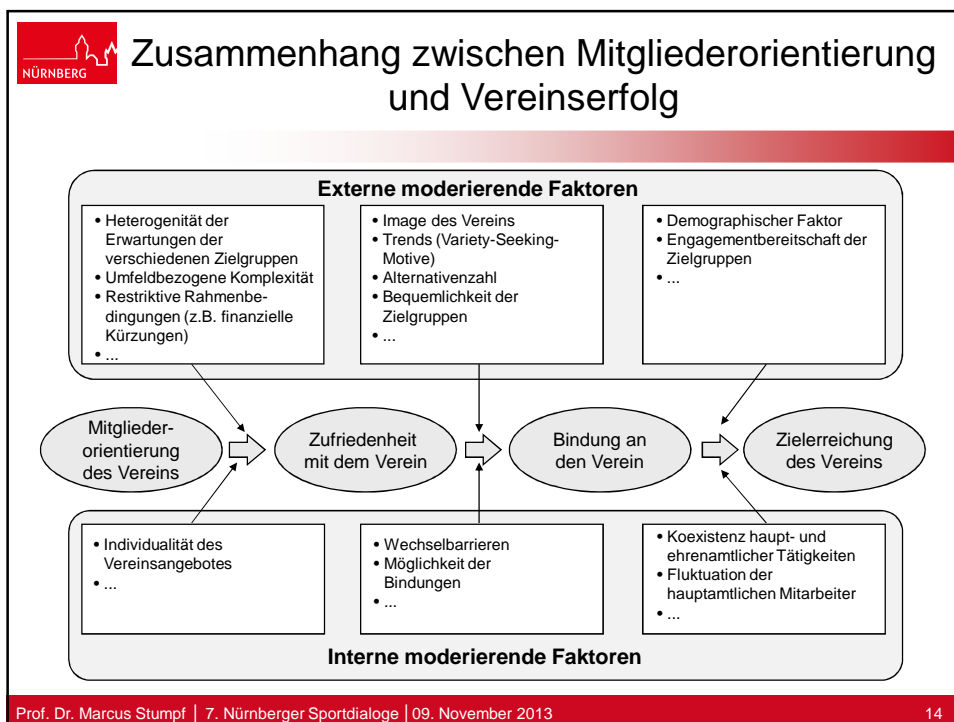 NÜRNBERG
Zusammenhang zwischen Mitgliederorientierung
und Vereinserfolg
Externe moderierende Faktoren
• Heterogenität der
Erwartungen der
verschiedenen Zielgruppen
• Umfeldbezogene Komplexität
• Restriktive Rahmenbe-
dingungen (z.B. finanzielle
Kürzungen)
• ...
• Image des Vereins
• Trends (Variety-Seeking-
Motive)
• Alternativenzahl
• Bequemlichkeit der
Zielgruppen
• ...
• Demographischer Faktor
• Engagementbereitschaft der
Zielgruppen
• ...
Mitglieder-
orientierung
des Vereins
Zufriedenheit
mit dem Verein
Bindung an
den Verein
Zielerreichung
des Vereins
• Individualität des
Vereinsangebotes
• ...
• Wechselbarrieren
• Möglichkeit der
Bindungen
• ...
• Koexistenz haupt- und
ehrenamtlicher Tätigkeiten
• Fluktuation der
hauptamtlichen Mitarbeiter
• ...
Interne moderierende Faktoren
Prof. Dr. Marcus Stumpf | 7. Nürnberger Sportdialoge | 09. November 2013 14